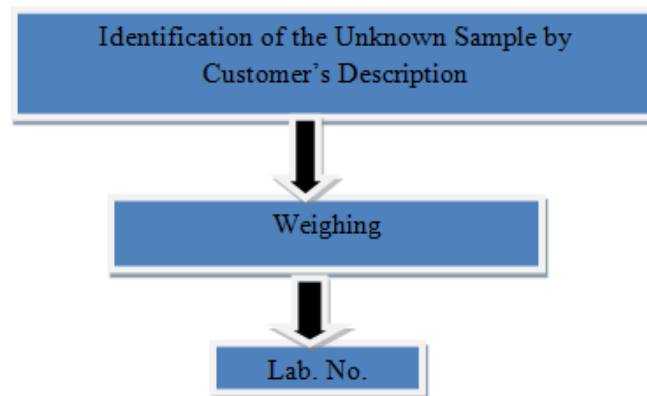 Identification of the Unknown Sample by
Customer’s Description
Weighing
Lab. No.